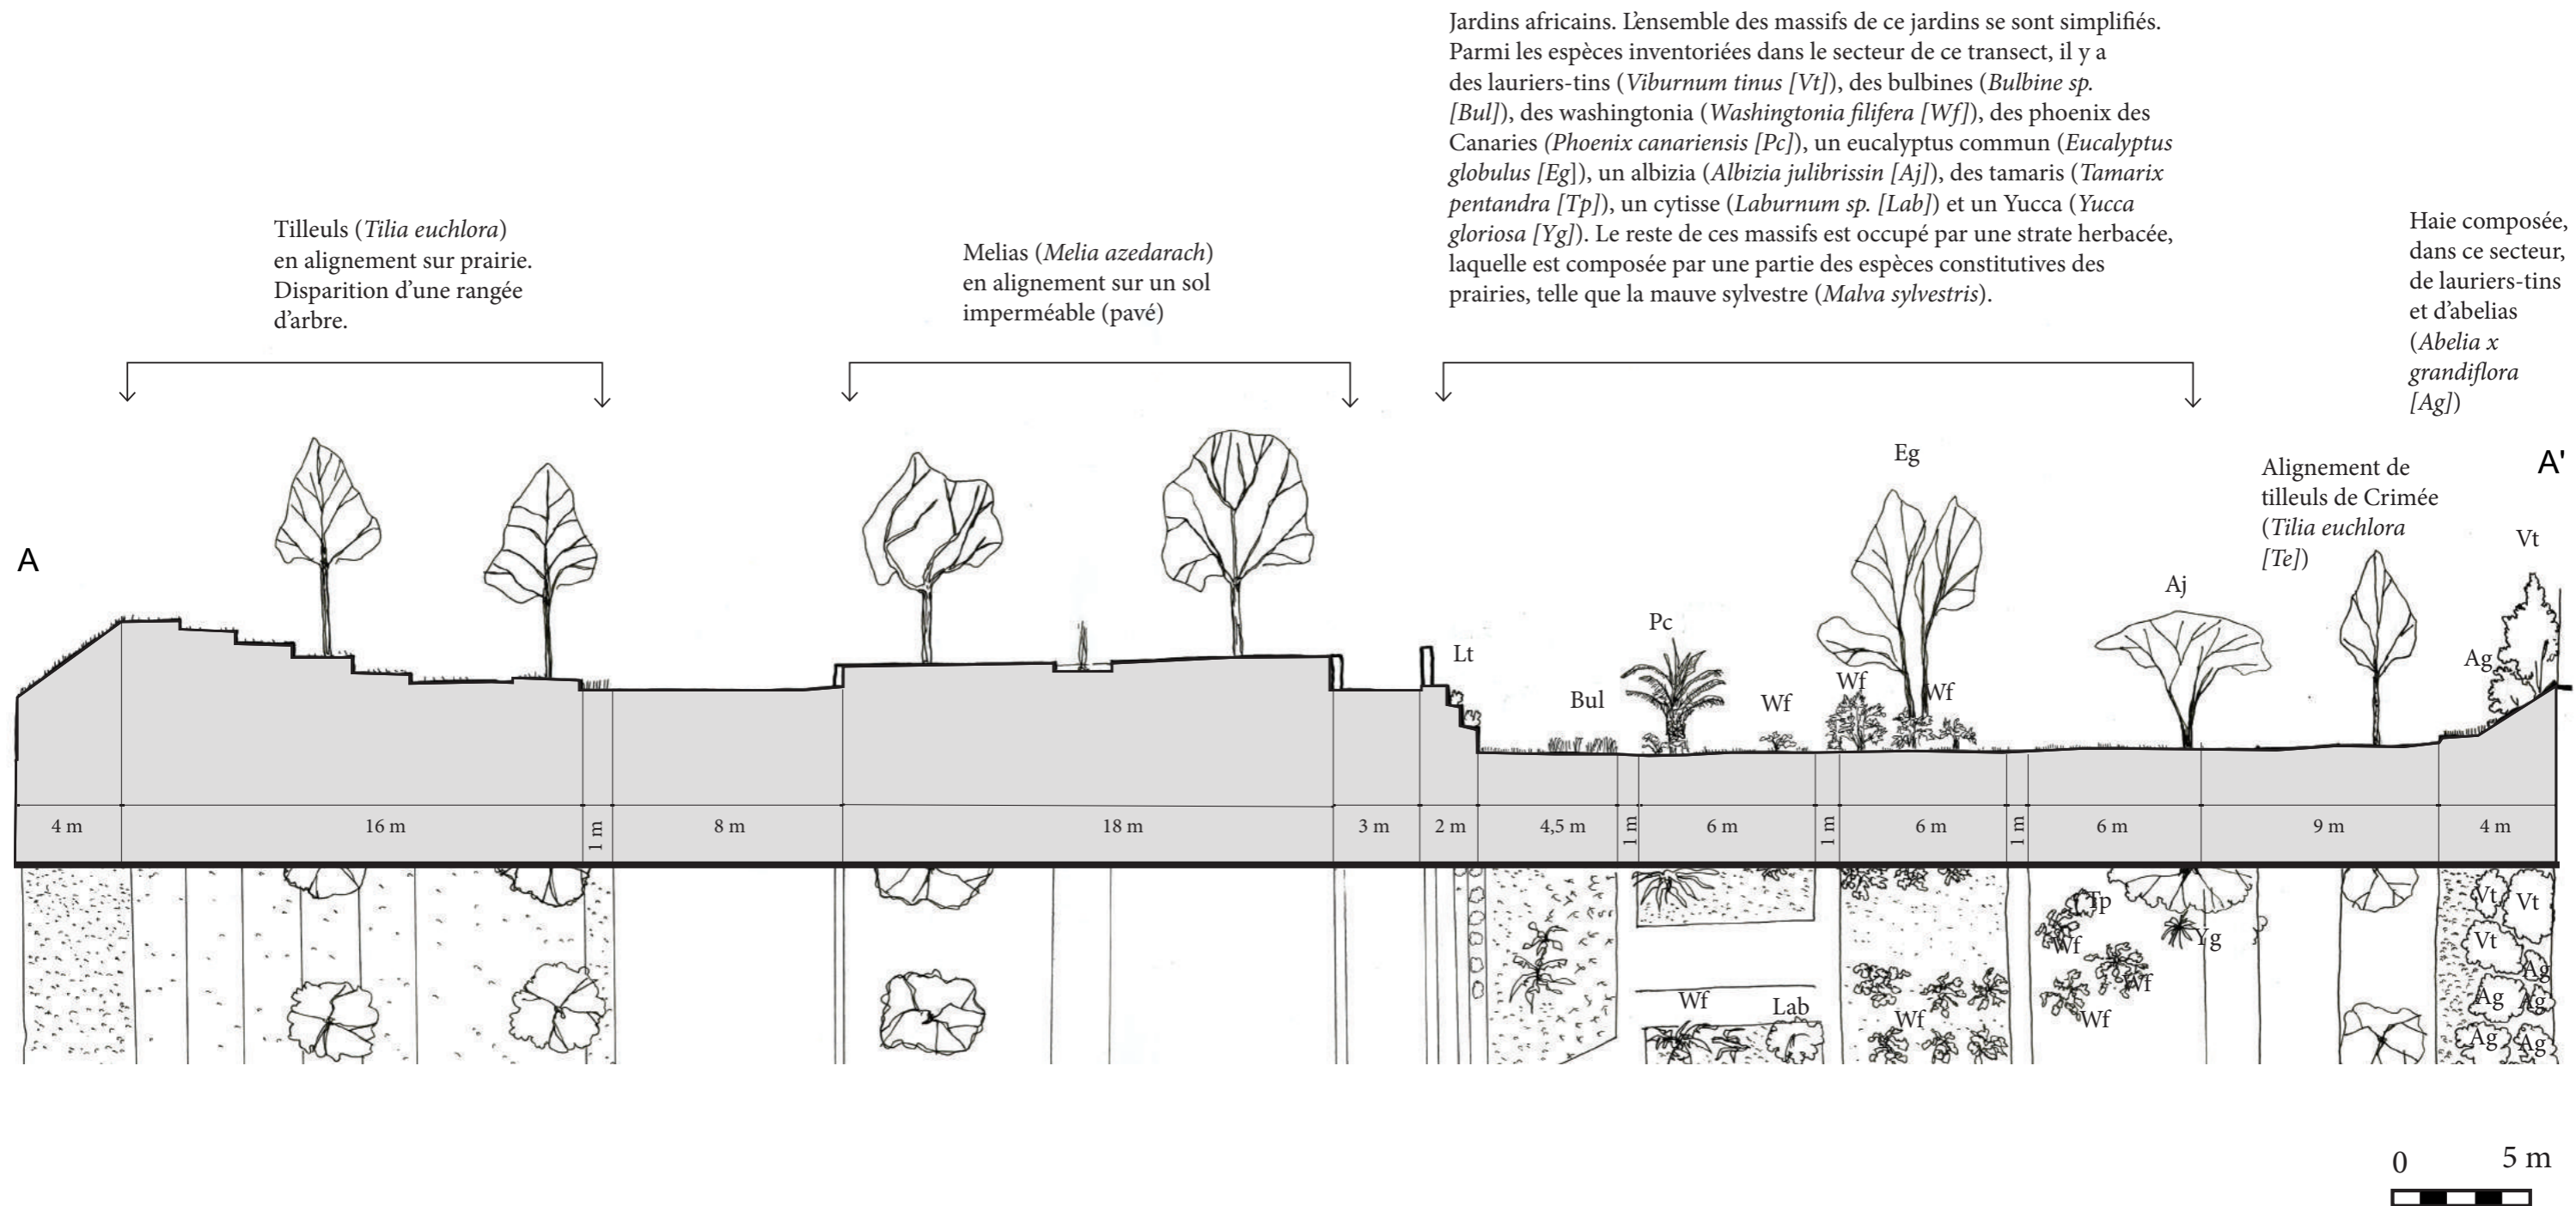 Jardins africains. L'ensemble des massifs de ce jardins se sont simplifiés.
Parmi les espèces inventoriées dans le secteur de ce transect, il y a
des lauriers-tins (Viburnum tinus [Vt]), des bulbines (Bulbine sp.
[Bul]), des washingtonia (Washingtonia filifera [Wf]), des phoenix des
Canaries (Phoenix canariensis [Pc]), un eucalyptus commun (Eucalyptus
globulus [Eg]), un albizia (Albizia julibrissin [Aj]), des tamaris (Tamarix
pentandra [Tp]), un cytisse (Laburnum sp. [Lab]) et un Yucca (Yucca
gloriosa [Yg]). Le reste de ces massifs est occupé par une strate herbacée,
laquelle est composée par une partie des espèces constitutives des
prairies, telle que la mauve sylvestre (Malva sylvestris).
Tilleuls (Tilia euchlora)
en alignement sur prairie.
Disparition d'une rangée
d'arbre.
Melias (Melia azedarach)
en alignement sur un sol
imperméable (pavé)
Haie composée,
dans ce secteur,
de lauriers-tins
et d'abelias
(Abelia x
grandiflora
[Ag])
Alignement de
tilleuls de Crimée
(Tilia euchlora
[Te])
A
A'
Eg
Vt
Aj
Pc
Lt
Ag
Bul
Wf
Wf
Wf
4 m
16 m
1 m
8 m
18 m
3 m
2 m
4,5 m
1 m
6 m
1 m
6 m
1 m
6 m
9 m
4 m
Tp
Vt
Vt
Wf
Yg
Vt
Ag
Wf
Wf
Lab
Wf
Wf
Ag
Ag
Ag
Ag
0
5 m